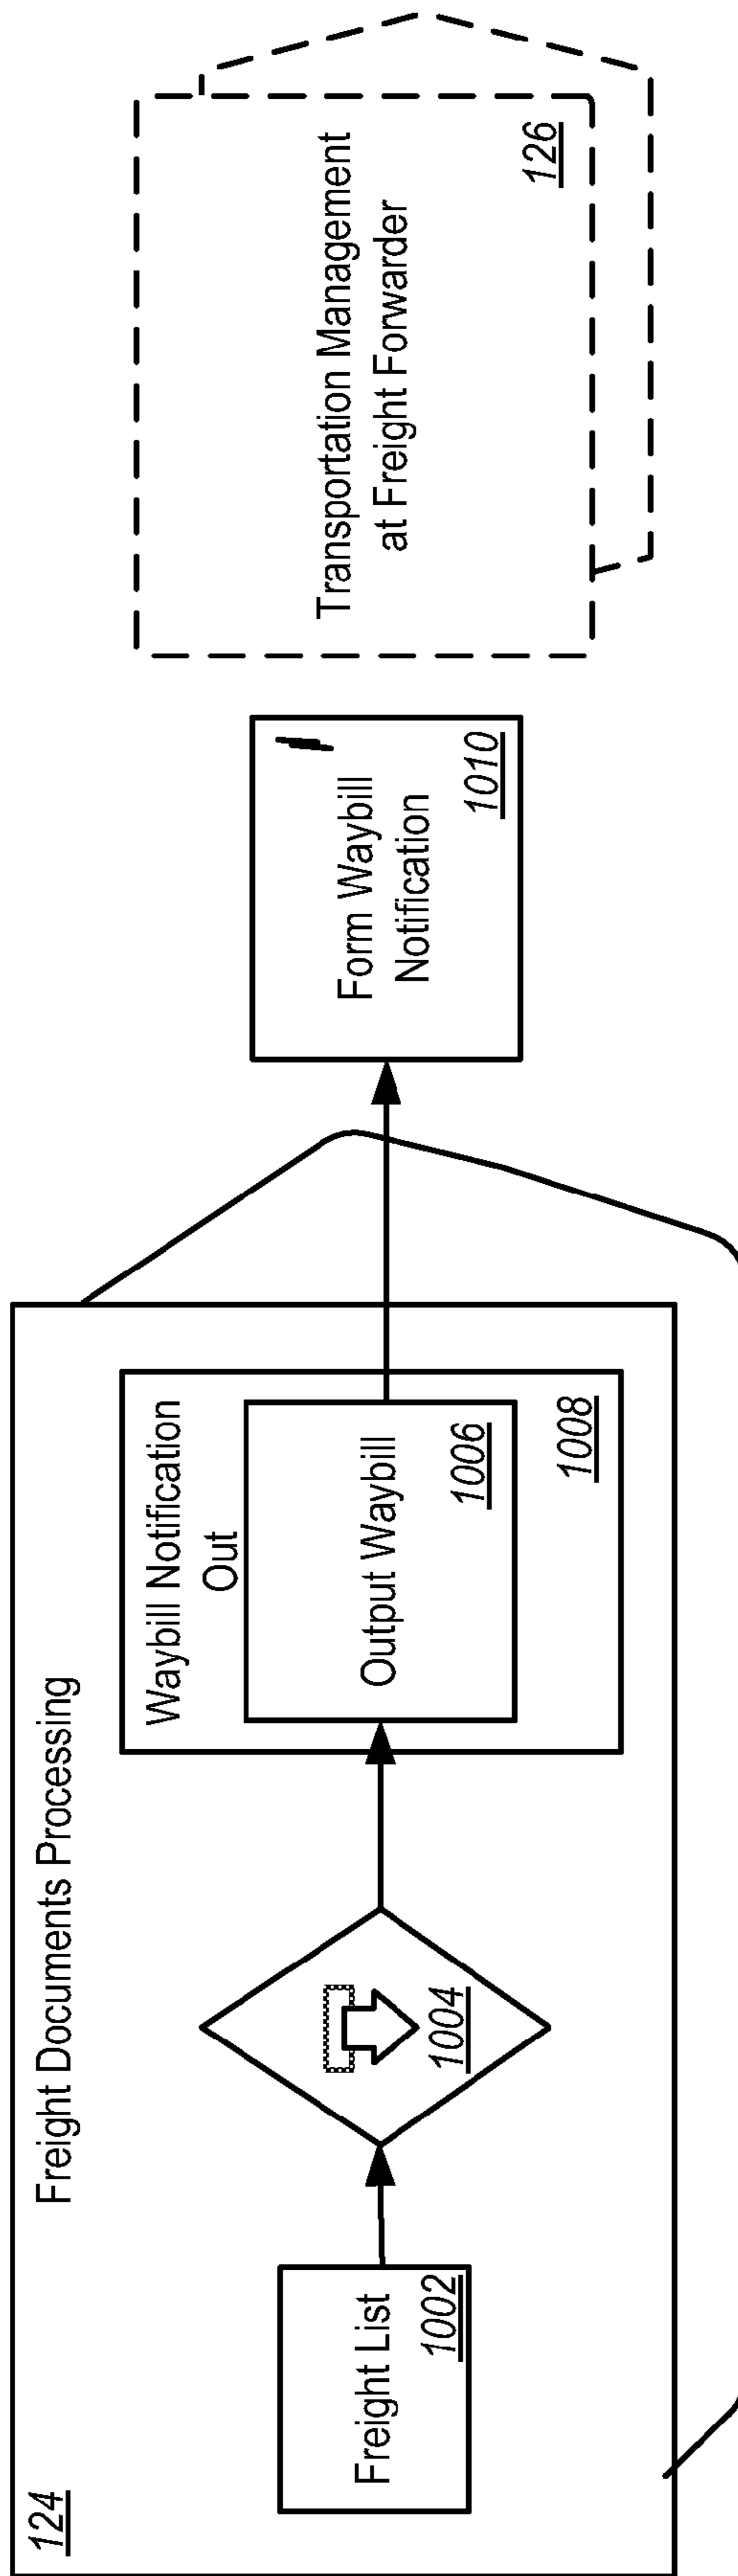 124
Freight Documents Processing
Freight List
1002
1004
Waybill Notification
Out
Output Waybill
1006
1008
Form Waybill
Notification
1010
Transportation Management
at Freight Forwarder
126